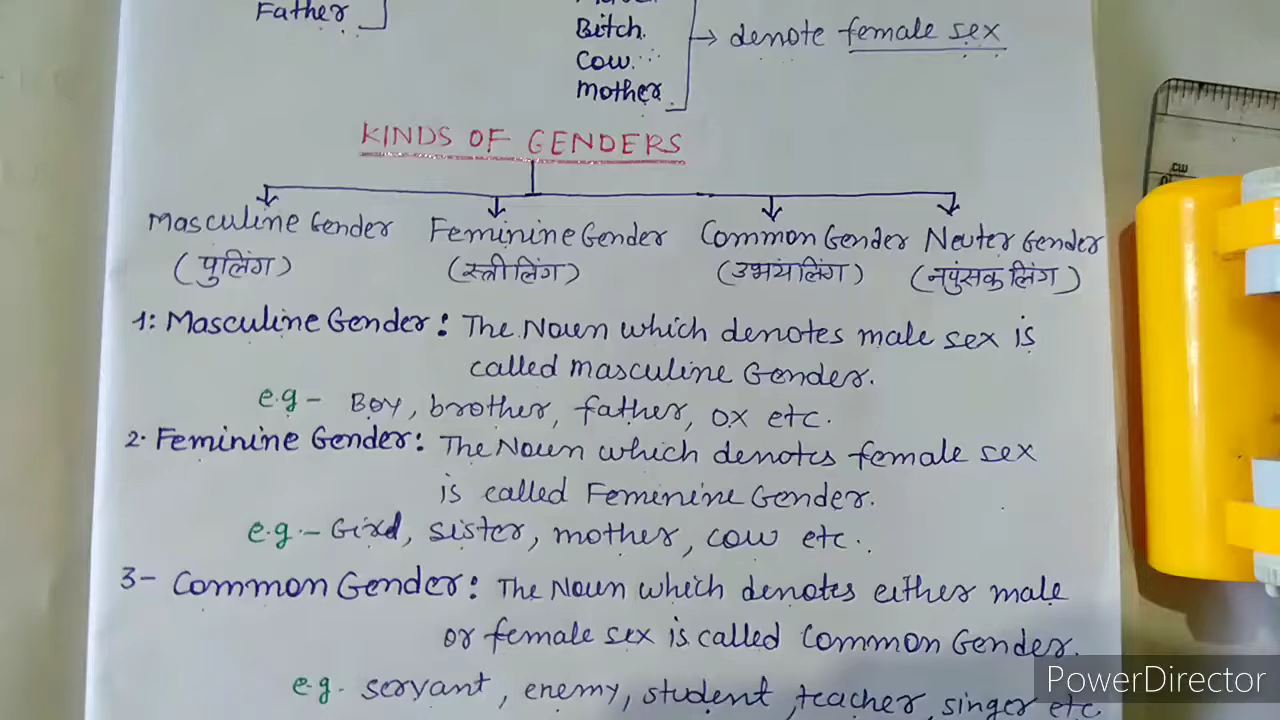 Father
Bitch.
Cow.
Mother
→ denote female sex
KINDS OF GENDERS
Masculine Gender Feminine Gender Common Gender Neuter Gender
(पुलिंग) (स्त्रीलिंग) (उभयलिंग) (नपुंसक लिंग)
1: Masculine Gender: The Noun which denotes male sex is
called masculine Gender.
e.g - Boy, brother, father, ox etc.
2. Feminine Gender: The Noun which denotes female sex
is called Feminine Gender.
e.g. - Girl, sister, mother, cow etc.
3- Common Gender: The Noun which denotes either male
or female sex is called Common Gender.
e.g. servant, enemy, student, teacher, singer etc
CM
0
PowerDirector